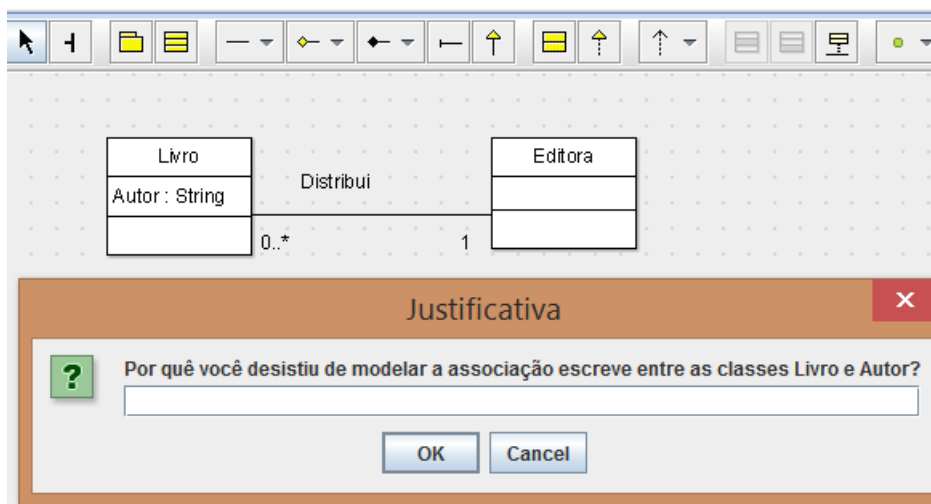 Livro
Editora
Autor : String
Distribui
0..*
1
Justificativa
x
?
Por quê você desistiu de modelar a associação escreve entre as classes Livro e Autor?
OK
Cancel